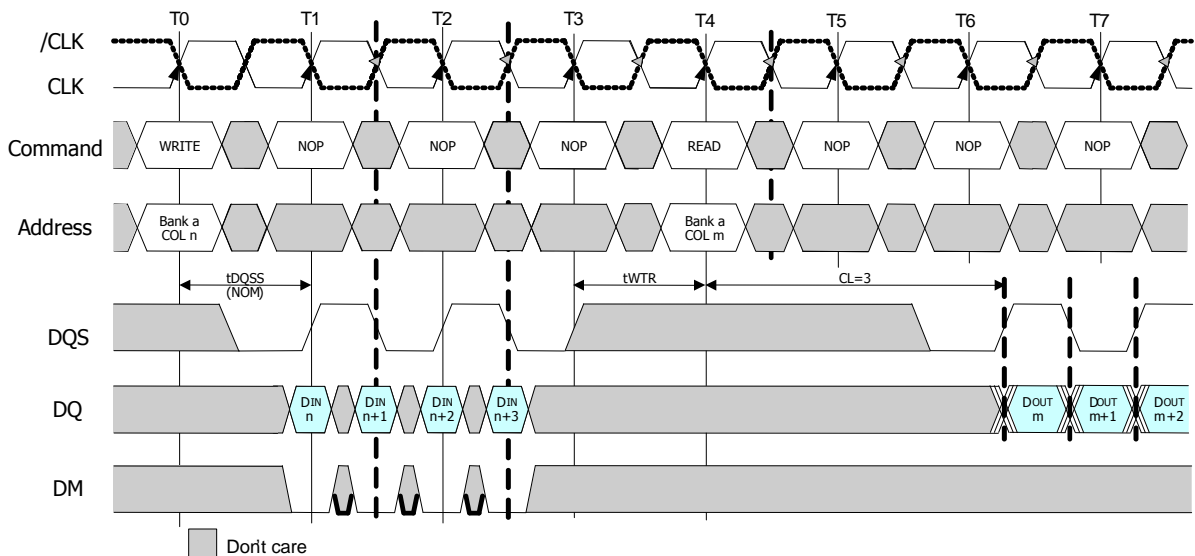 T0 T1 T2 T3 T4 T5 T6 T7
/CLK
CLK
Command WRITE NOP NOP NOP READ NOP NOP NOP
Address Bank a Bank a
COL n COL m
tDQSS tWTR CL=3
(NOM)
DQS
DQ DIN DIN DIN DIN DOUT DOUT DOUT
n n+1 n+2 n+3 m m+1 m+2
DM
Don't care